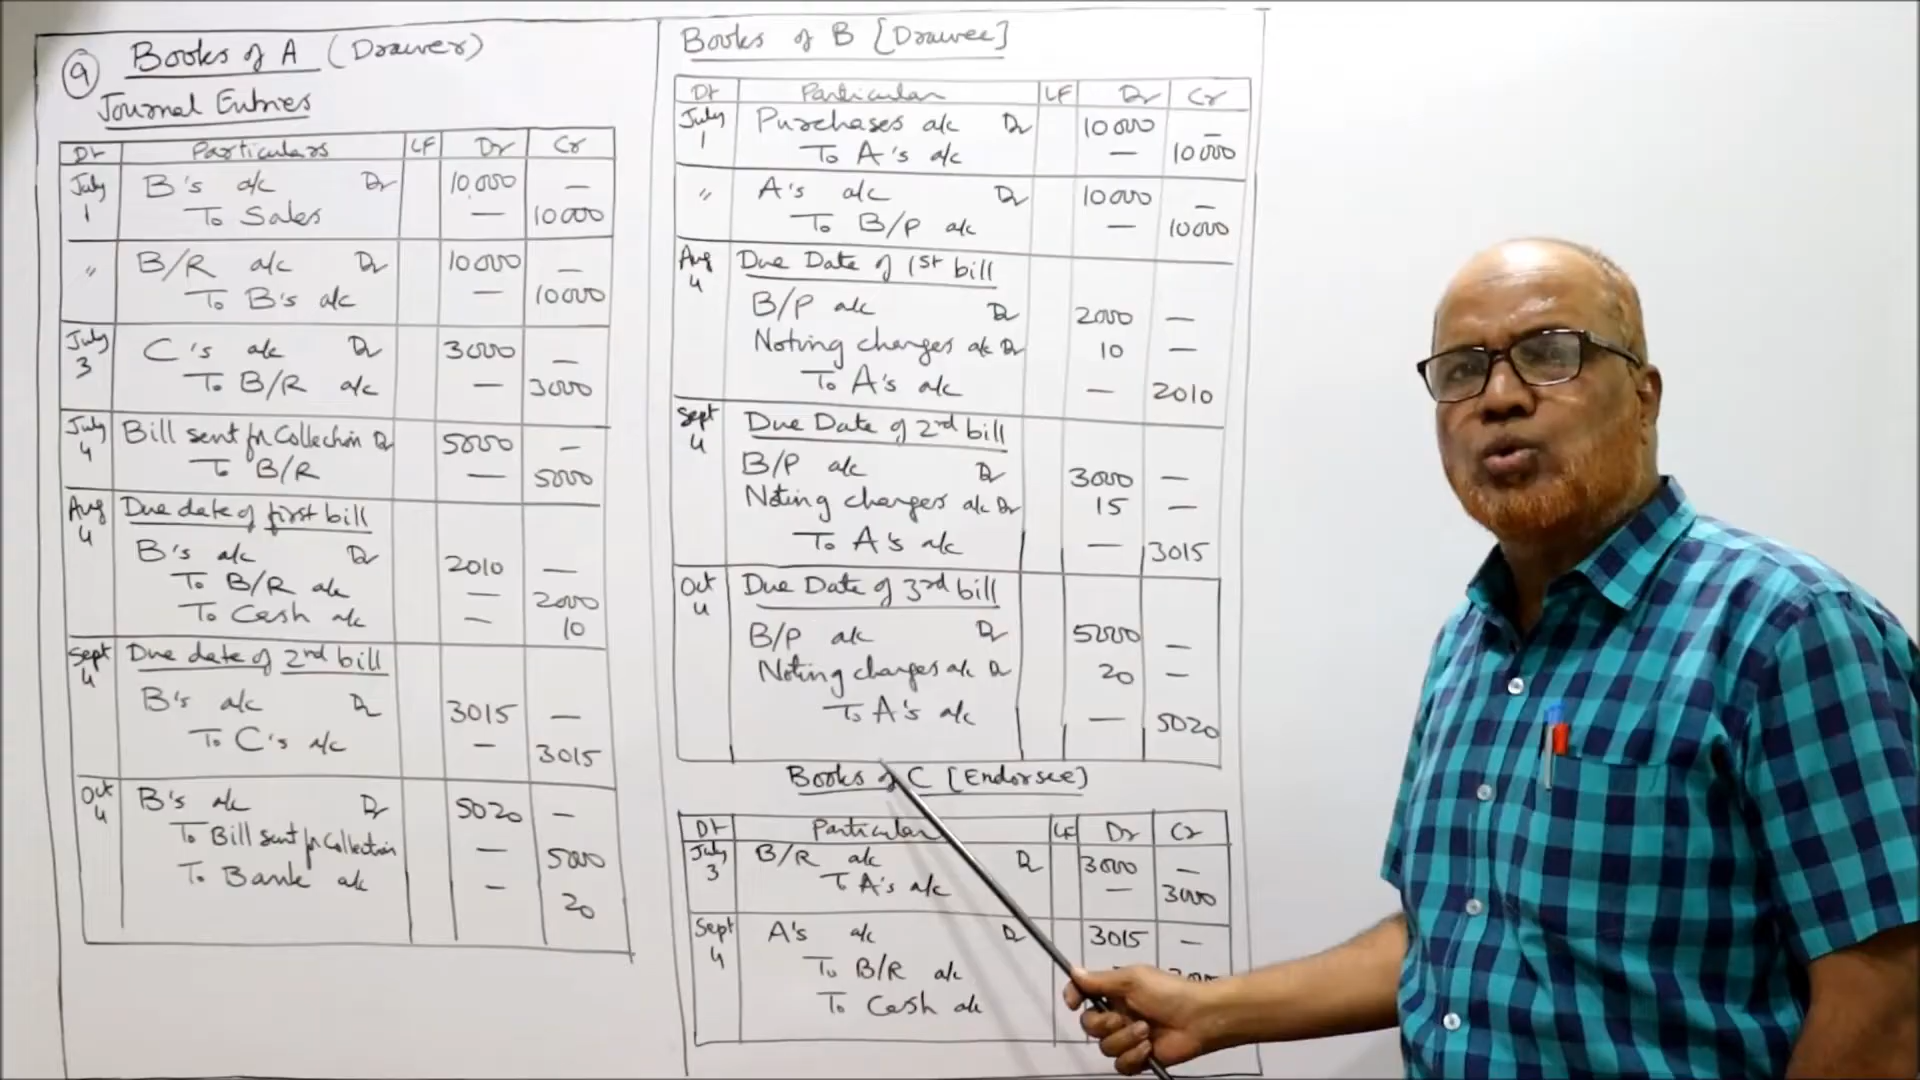 9
Books of A (Drawer)
Journal Entries
Dt Particulars LF Dr Cr
July 1 B's a/c Dr 10,000 —
To Sales — 10000
" B/R a/c Dr 10000 —
To B's a/c — 10000
July 3 C's a/c Dr 3000 —
To B/R a/c — 3000
July 4 Bill sent for Collection Dr 5000 —
To B/R — 5000
Aug 4 Due date of first bill
B's a/c Dr 2010 —
To B/R a/c — 2000
To Cash a/c — 10
Sept 4 Due date of 2nd bill
B's a/c Dr 3015 —
To C's a/c — 3015
Oct 4 B's a/c Dr 5020 —
To Bill sent for Collection — 5000
To Bank a/c — 20
Books of B [Drawee]
Dt Particular LF Dr Cr
July 1 Purchases a/c Dr 10000 —
To A's a/c — 10000
" A's a/c Dr 10000 —
To B/P a/c — 10000
Aug 4 Due Date of 1st bill
B/P a/c Dr 2000 —
Noting charges a/c Dr 10 —
To A's a/c — 2010
Sept 4 Due Date of 2nd bill
B/P a/c Dr 3000 —
Noting charges a/c Dr 15 —
To A's a/c — 3015
Oct 4 Due Date of 3rd bill
B/P a/c Dr 5000 —
Noting charges a/c Dr 20 —
To A's a/c — 5020
Books of C [Endorsee]
Dt Particular LF Dr Cr
July 3 B/R a/c Dr 3000 —
To A's a/c — 3000
Sept 4 A's a/c Dr 3015 —
To B/R a/c
To Cash a/c